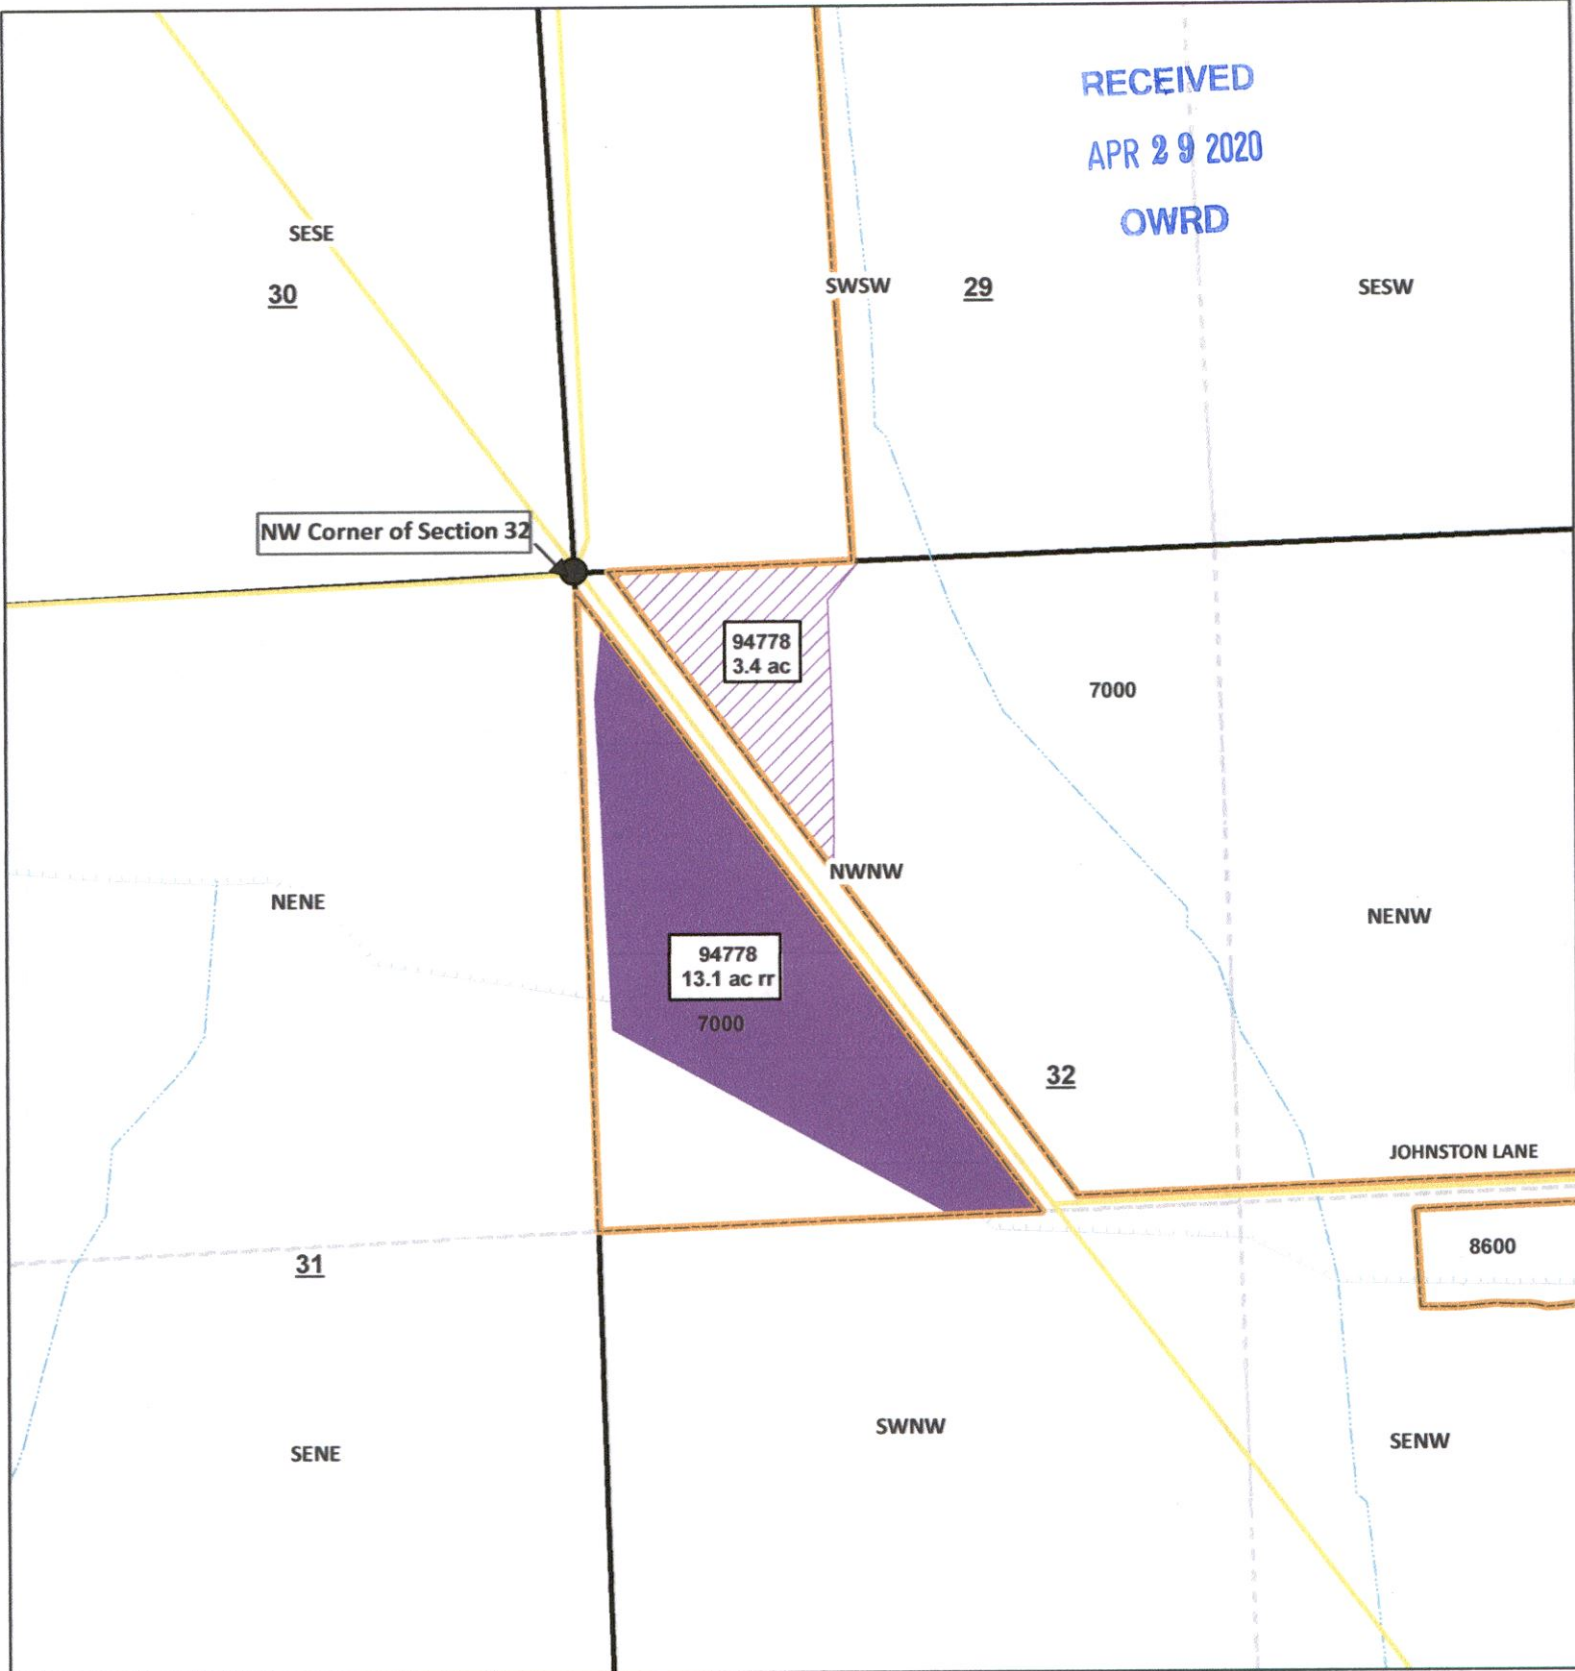 RECEIVED
APR 29 2020
OWRD
SESE
30
SWSW
29
SESW
NW Corner of Section 32
94778
3.4 ac
7000
NWNW
NENE
NENW
94778
13.1 ac rr
7000
32
JOHNSTON LANE
8600
31
SWNW
SENW
SENE